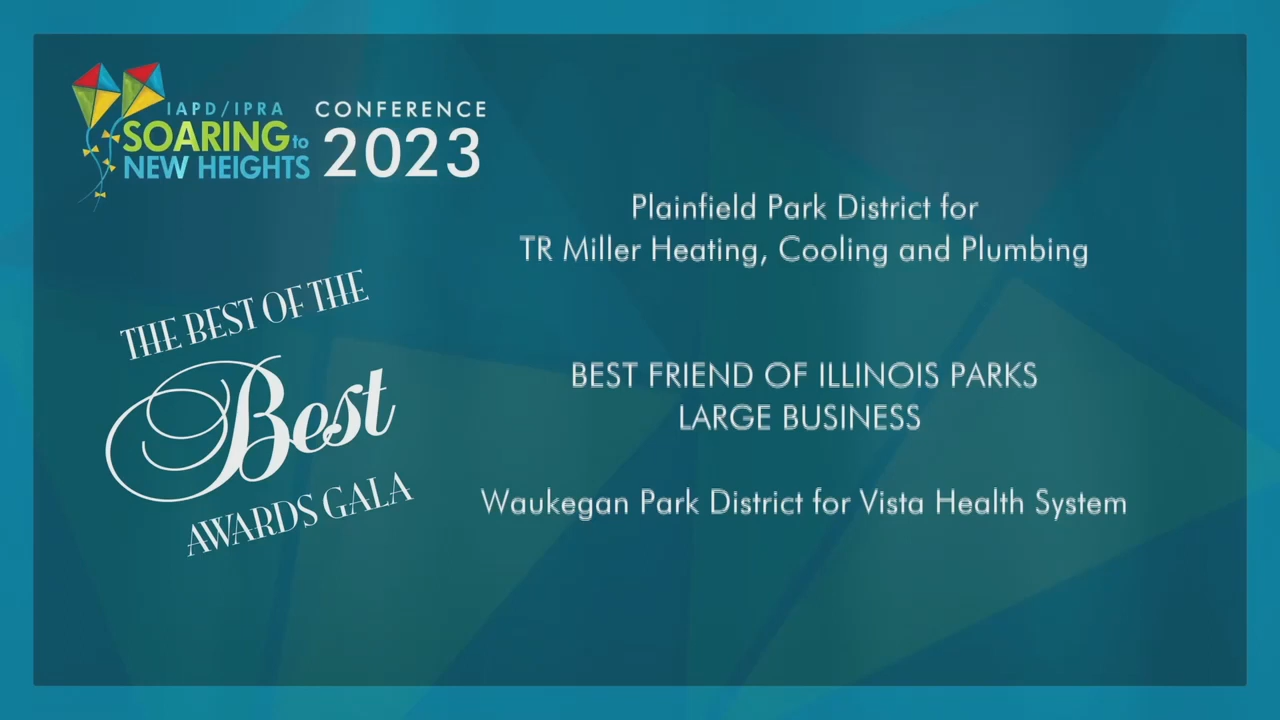 IAPD/IPRA
SOARING to
NEW HEIGHTS
CONFERENCE
2023
Plainfield Park District for
TR Miller Heating, Cooling and Plumbing
THE BEST OF THE
Best
AWARDS GALA
BEST FRIEND OF ILLINOIS PARKS
LARGE BUSINESS
Waukegan Park District for Vista Health System